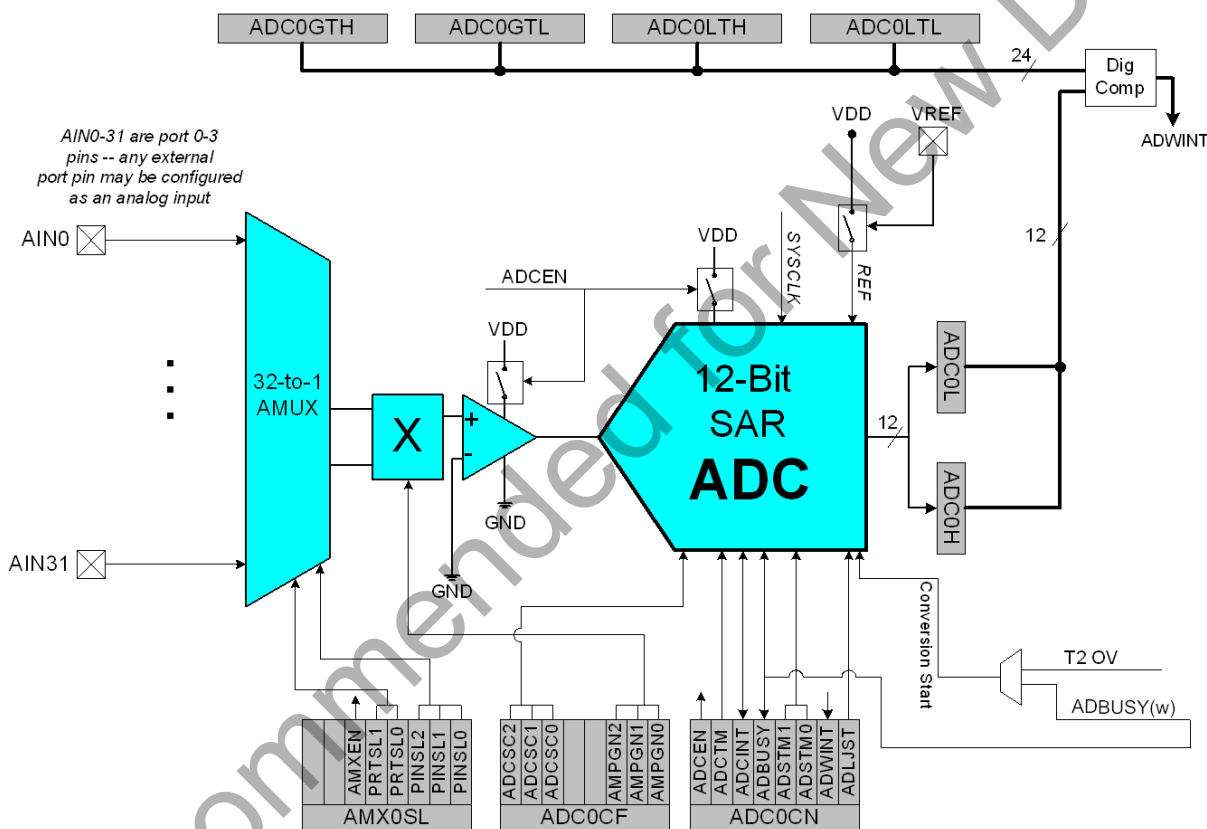 ADC0GTH
ADC0GTL
ADC0LTH
ADC0LTL
24
Dig
Comp
ADWINT
AIN0-31 are port 0-3
pins -- any external
port pin may be configured
as an analog input
VDD
VREF
AIN0
VDD
SYSCLK
REF
12
ADCEN
VDD
32-to-1
AMUX
X
+
-
12-Bit
SAR
ADC
12
ADC0L
ADC0H
GND
GND
AIN31
Conversion Start
T2 OV
ADBUSY(w)
AMXEN
PRTSL1
PRTSL0
PINSL2
PINSL1
PINSL0
AMX0SL
ADCSC2
ADCSC1
ADCSC0
AMPGN2
AMPGN1
AMPGN0
ADC0CF
ADCEN
ADCTM
ADCINT
ADBUSY
ADSTM1
ADSTM0
ADWINT
ADLJST
ADC0CN
ommended for New D